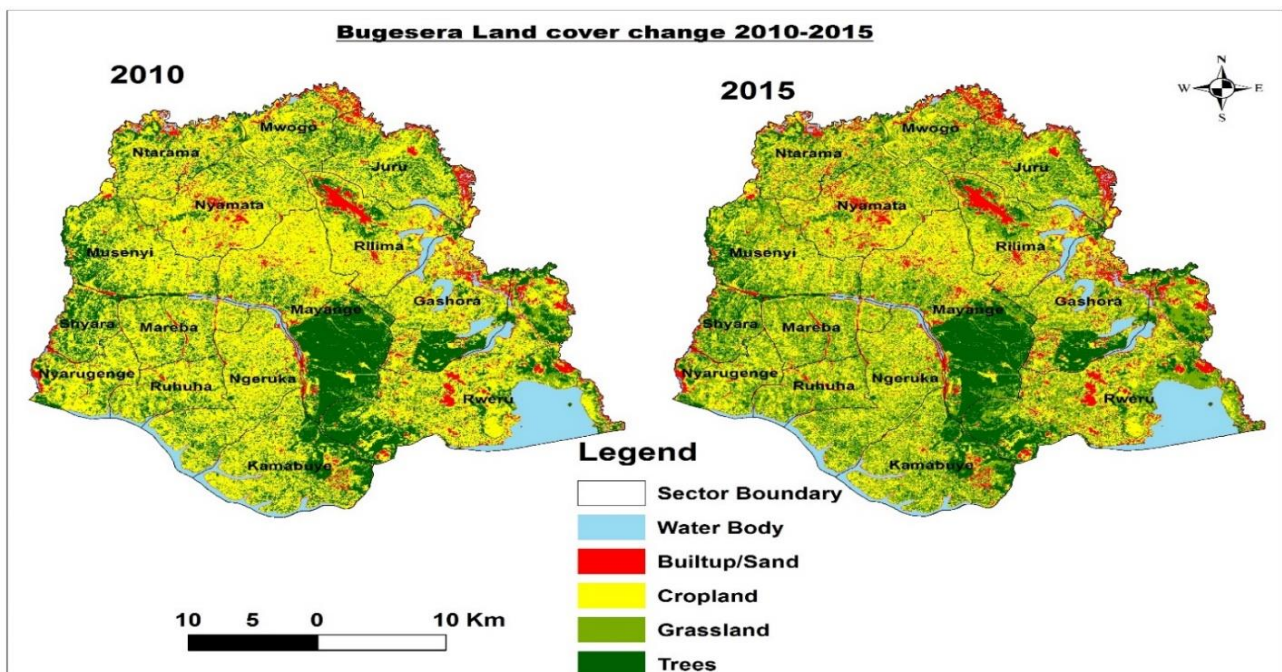 Bugesera Land cover change 2010-2015
2010
2015
N
W E
S
Mwogo
Ntarama
Juru
Nyamata
Musenyi
Rilima
Gashora
Mayange
Shyara
Mareba
Nyarugenge
Ruhuha
Ngeruka
Rweru
Kamabuye
Mwogo
Ntarama
Juru
Nyamata
Musenyi
Rilima
Mayange
Gashora
Shyara
Mareba
Nyarugenge
Ruhuha
Ngeruka
Rweru
Kamabuye
Legend
Sector Boundary
Water Body
Builtup/Sand
Cropland
Grassland
Trees
10 5 0 10 Km